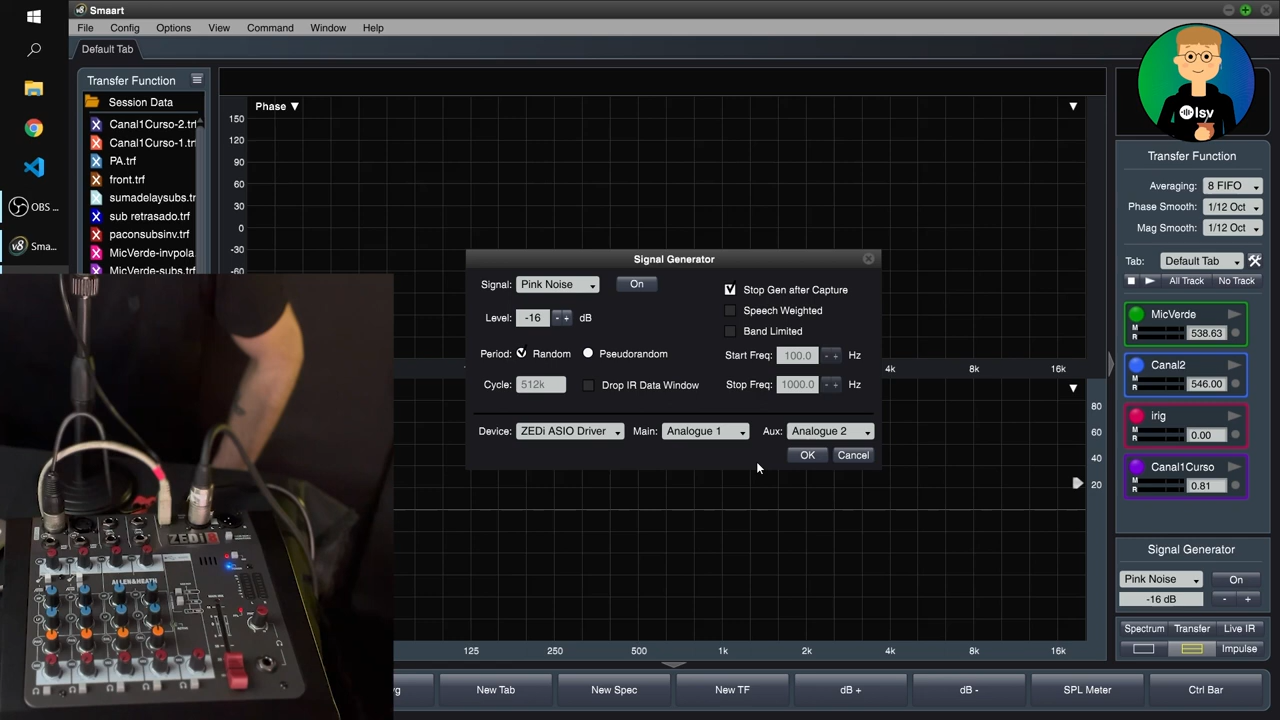 Smaart
File Config Options View Command Window Help
Default Tab
Transfer Function
Session Data
Canal1Curso-2.trf
Canal1Curso-1.trf
PA.trf
front.trf
sumadelaysubs.tr
sub retrasado.trf
paconsubsinv.trf
MicVerde-invpola
MicVerde-subs.trf
OBS ...
v8 Sma...
Phase
150
120
90
60
30
0
-30
-60
Signal Generator
Signal: Pink Noise On
Stop Gen after Capture
Level: -16 - + dB
Speech Weighted
Band Limited
Period: Random Pseudorandom
Start Freq: 100.0 - + Hz
Cycle: 512k Drop IR Data Window
Stop Freq: 1000.0 - + Hz
Device: ZEDi ASIO Driver Main: Analogue 1 Aux: Analogue 2
OK Cancel
4k 8k 16k
80
60
40
20
125 250 500 1k 2k 4k 8k 16k
lsv
Transfer Function
Averaging: 8 FIFO
Phase Smooth: 1/12 Oct
Mag Smooth: 1/12 Oct
Tab: Default Tab
All Track No Track
MicVerde
M
R 538.63
Canal2
M
R 546.00
irig
M
R 0.00
Canal1Curso
M
R 0.81
Signal Generator
Pink Noise On
-16 dB - +
Spectrum Transfer Live IR
Impulse
New Tab New Spec New TF dB + dB - SPL Meter Ctrl Bar
ZEDi8
ALLEN&HEATH